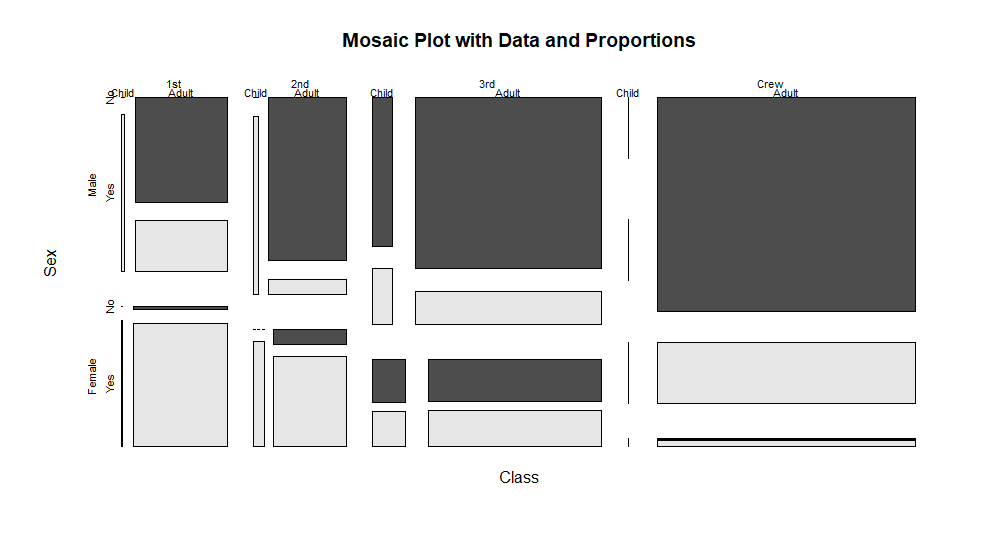 Mosaic Plot with Data and Proportions
1st 2nd 3rd Crew
Child Adult Child Adult Child Adult Child Adult
No
Male
Yes
Sex
No
Female
Yes
Class